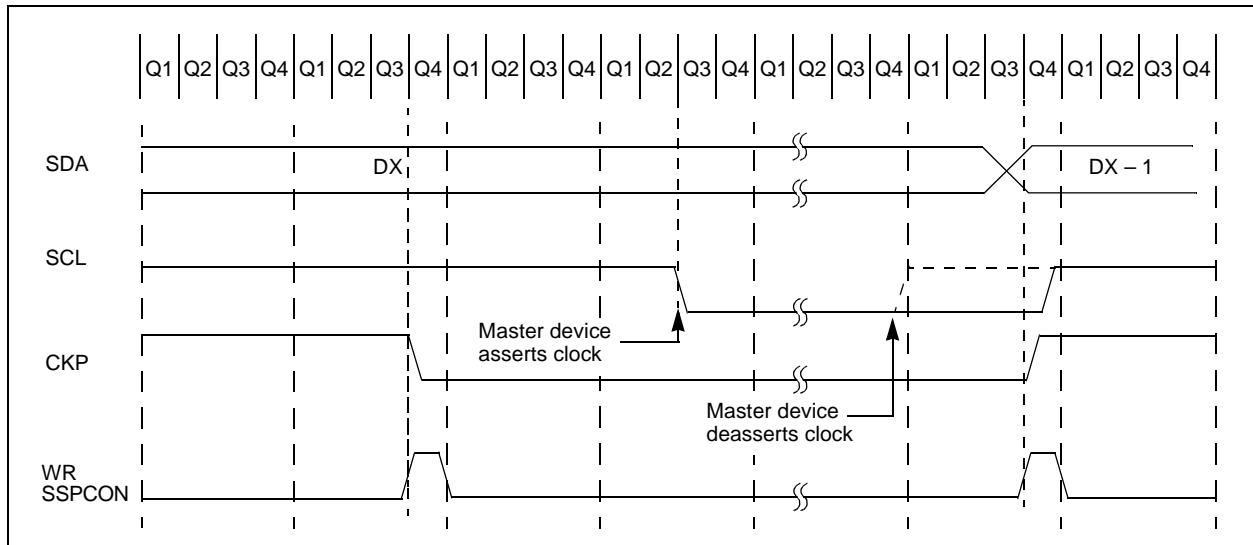 Q1 Q2 Q3 Q4 Q1 Q2 Q3 Q4 Q1 Q2 Q3 Q4 Q1 Q2 Q3 Q4 Q1 Q2 Q3 Q4 Q1 Q2 Q3 Q4 Q1 Q2 Q3 Q4
SDA
DX
DX – 1
SCL
Master device
asserts clock
CKP
Master device
deasserts clock
WR
SSPCON